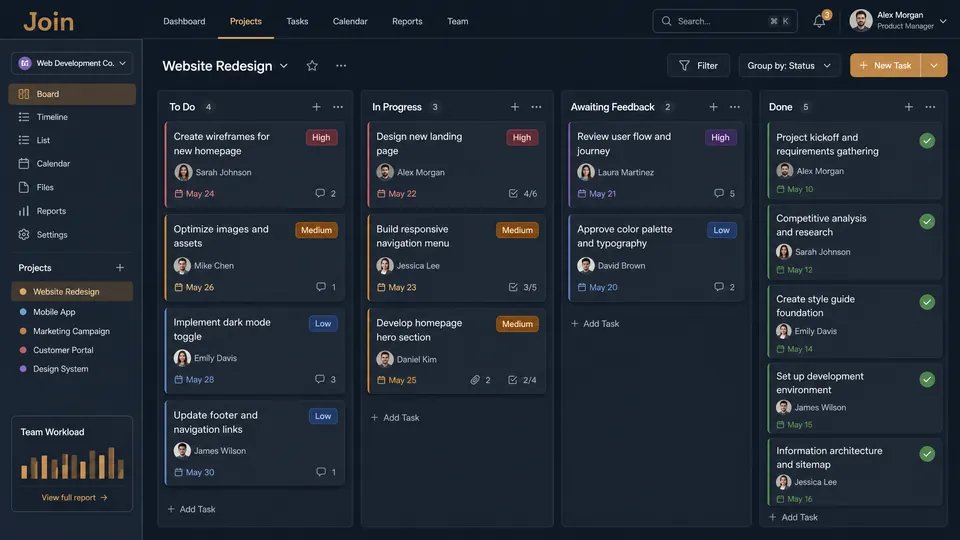 Join
Dashboard
Projects
Tasks
Calendar
Reports
Team
Search...
⌘ K
3
Alex Morgan
Product Manager
Web Development Co.
Board
Timeline
List
Calendar
Files
Reports
Settings
Projects
Website Redesign
Mobile App
Marketing Campaign
Customer Portal
Design System
Team Workload
View full report →
Website Redesign
Filter
Group by: Status
+ New Task
To Do 4
Create wireframes for
new homepage
High
Sarah Johnson
May 24
2
Optimize images and
assets
Medium
Mike Chen
May 26
1
Implement dark mode
toggle
Low
Emily Davis
May 28
3
Update footer and
navigation links
Low
James Wilson
May 30
1
+ Add Task
In Progress 3
Design new landing
page
High
Alex Morgan
May 22
4/6
Build responsive
navigation menu
Medium
Jessica Lee
May 23
3/5
Develop homepage
hero section
Medium
Daniel Kim
May 25
2
2/4
+ Add Task
Awaiting Feedback 2
Review user flow and
journey
High
Laura Martinez
May 21
5
Approve color palette
and typography
Low
David Brown
May 20
2
+ Add Task
Done 5
Project kickoff and
requirements gathering
Alex Morgan
May 10
Competitive analysis
and research
Sarah Johnson
May 12
Create style guide
foundation
Emily Davis
May 14
Set up development
environment
James Wilson
May 15
Information architecture
and sitemap
Jessica Lee
May 16
+ Add Task